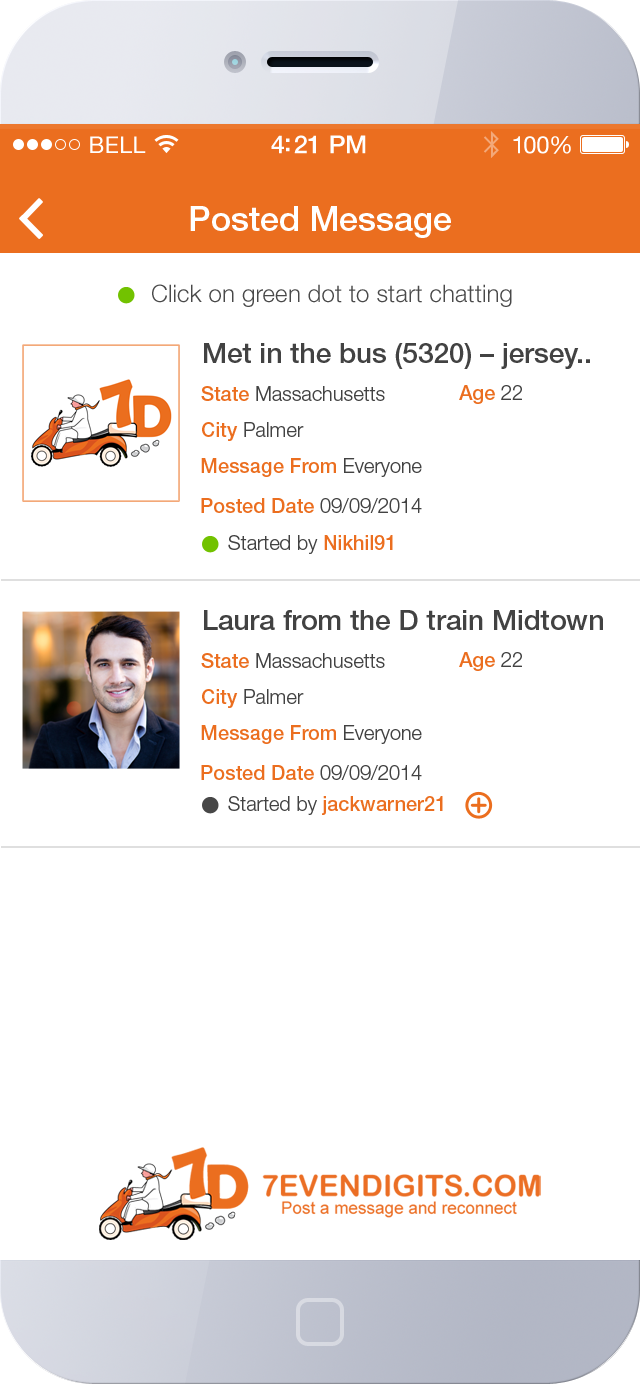 BELL 4:21 PM 100%
Posted Message
Click on green dot to start chatting
7D
Met in the bus (5320) – jersey..
State Massachusetts Age 22
City Palmer
Message From Everyone
Posted Date 09/09/2014
Started by Nikhil91
Laura from the D train Midtown
State Massachusetts Age 22
City Palmer
Message From Everyone
Posted Date 09/09/2014
Started by jackwarner21
7D 7EVENDIGITS.COM
Post a message and reconnect